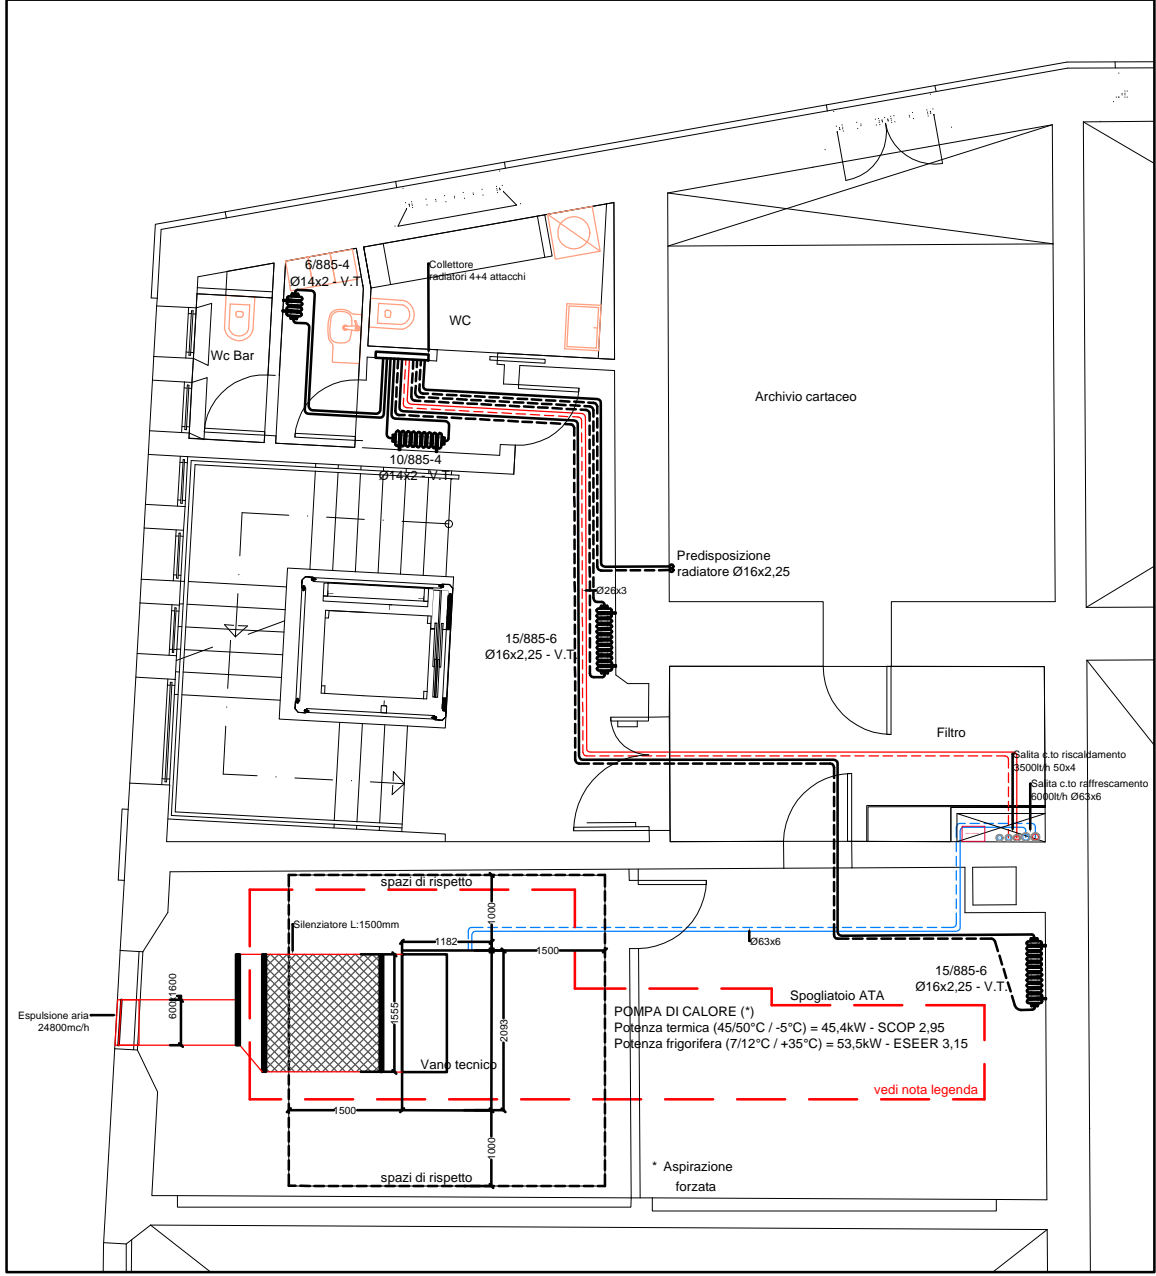 6/885-4
Ø14x2 - V.T.
Collettore
radiatori 4+4 attacchi
WC
Wc Bar
Archivio cartaceo
10/885-4
Ø14x2 - V.T.
Predisposizione
radiatore Ø16x2,25
Ø26x3
15/885-6
Ø16x2,25 - V.T.
Filtro
Salita c.to riscaldamento
3500lt/h 50x4
Salita c.to raffrescamento
6000lt/h Ø63x6
spazi di rispetto
1000
Silenziatore L:1500mm
1182
1500
Ø63x6
15/885-6
Ø16x2,25 - V.T.
600x1600
Espulsione aria
24800mc/h
1555
2093
Spogliatoio ATA
POMPA DI CALORE (*)
Potenza termica (45/50°C / -5°C) = 45,4kW - SCOP 2,95
Potenza frigorifera (7/12°C / +35°C) = 53,5kW - ESEER 3,15
Vano tecnico
vedi nota legenda
1500
1000
spazi di rispetto
* Aspirazione
forzata